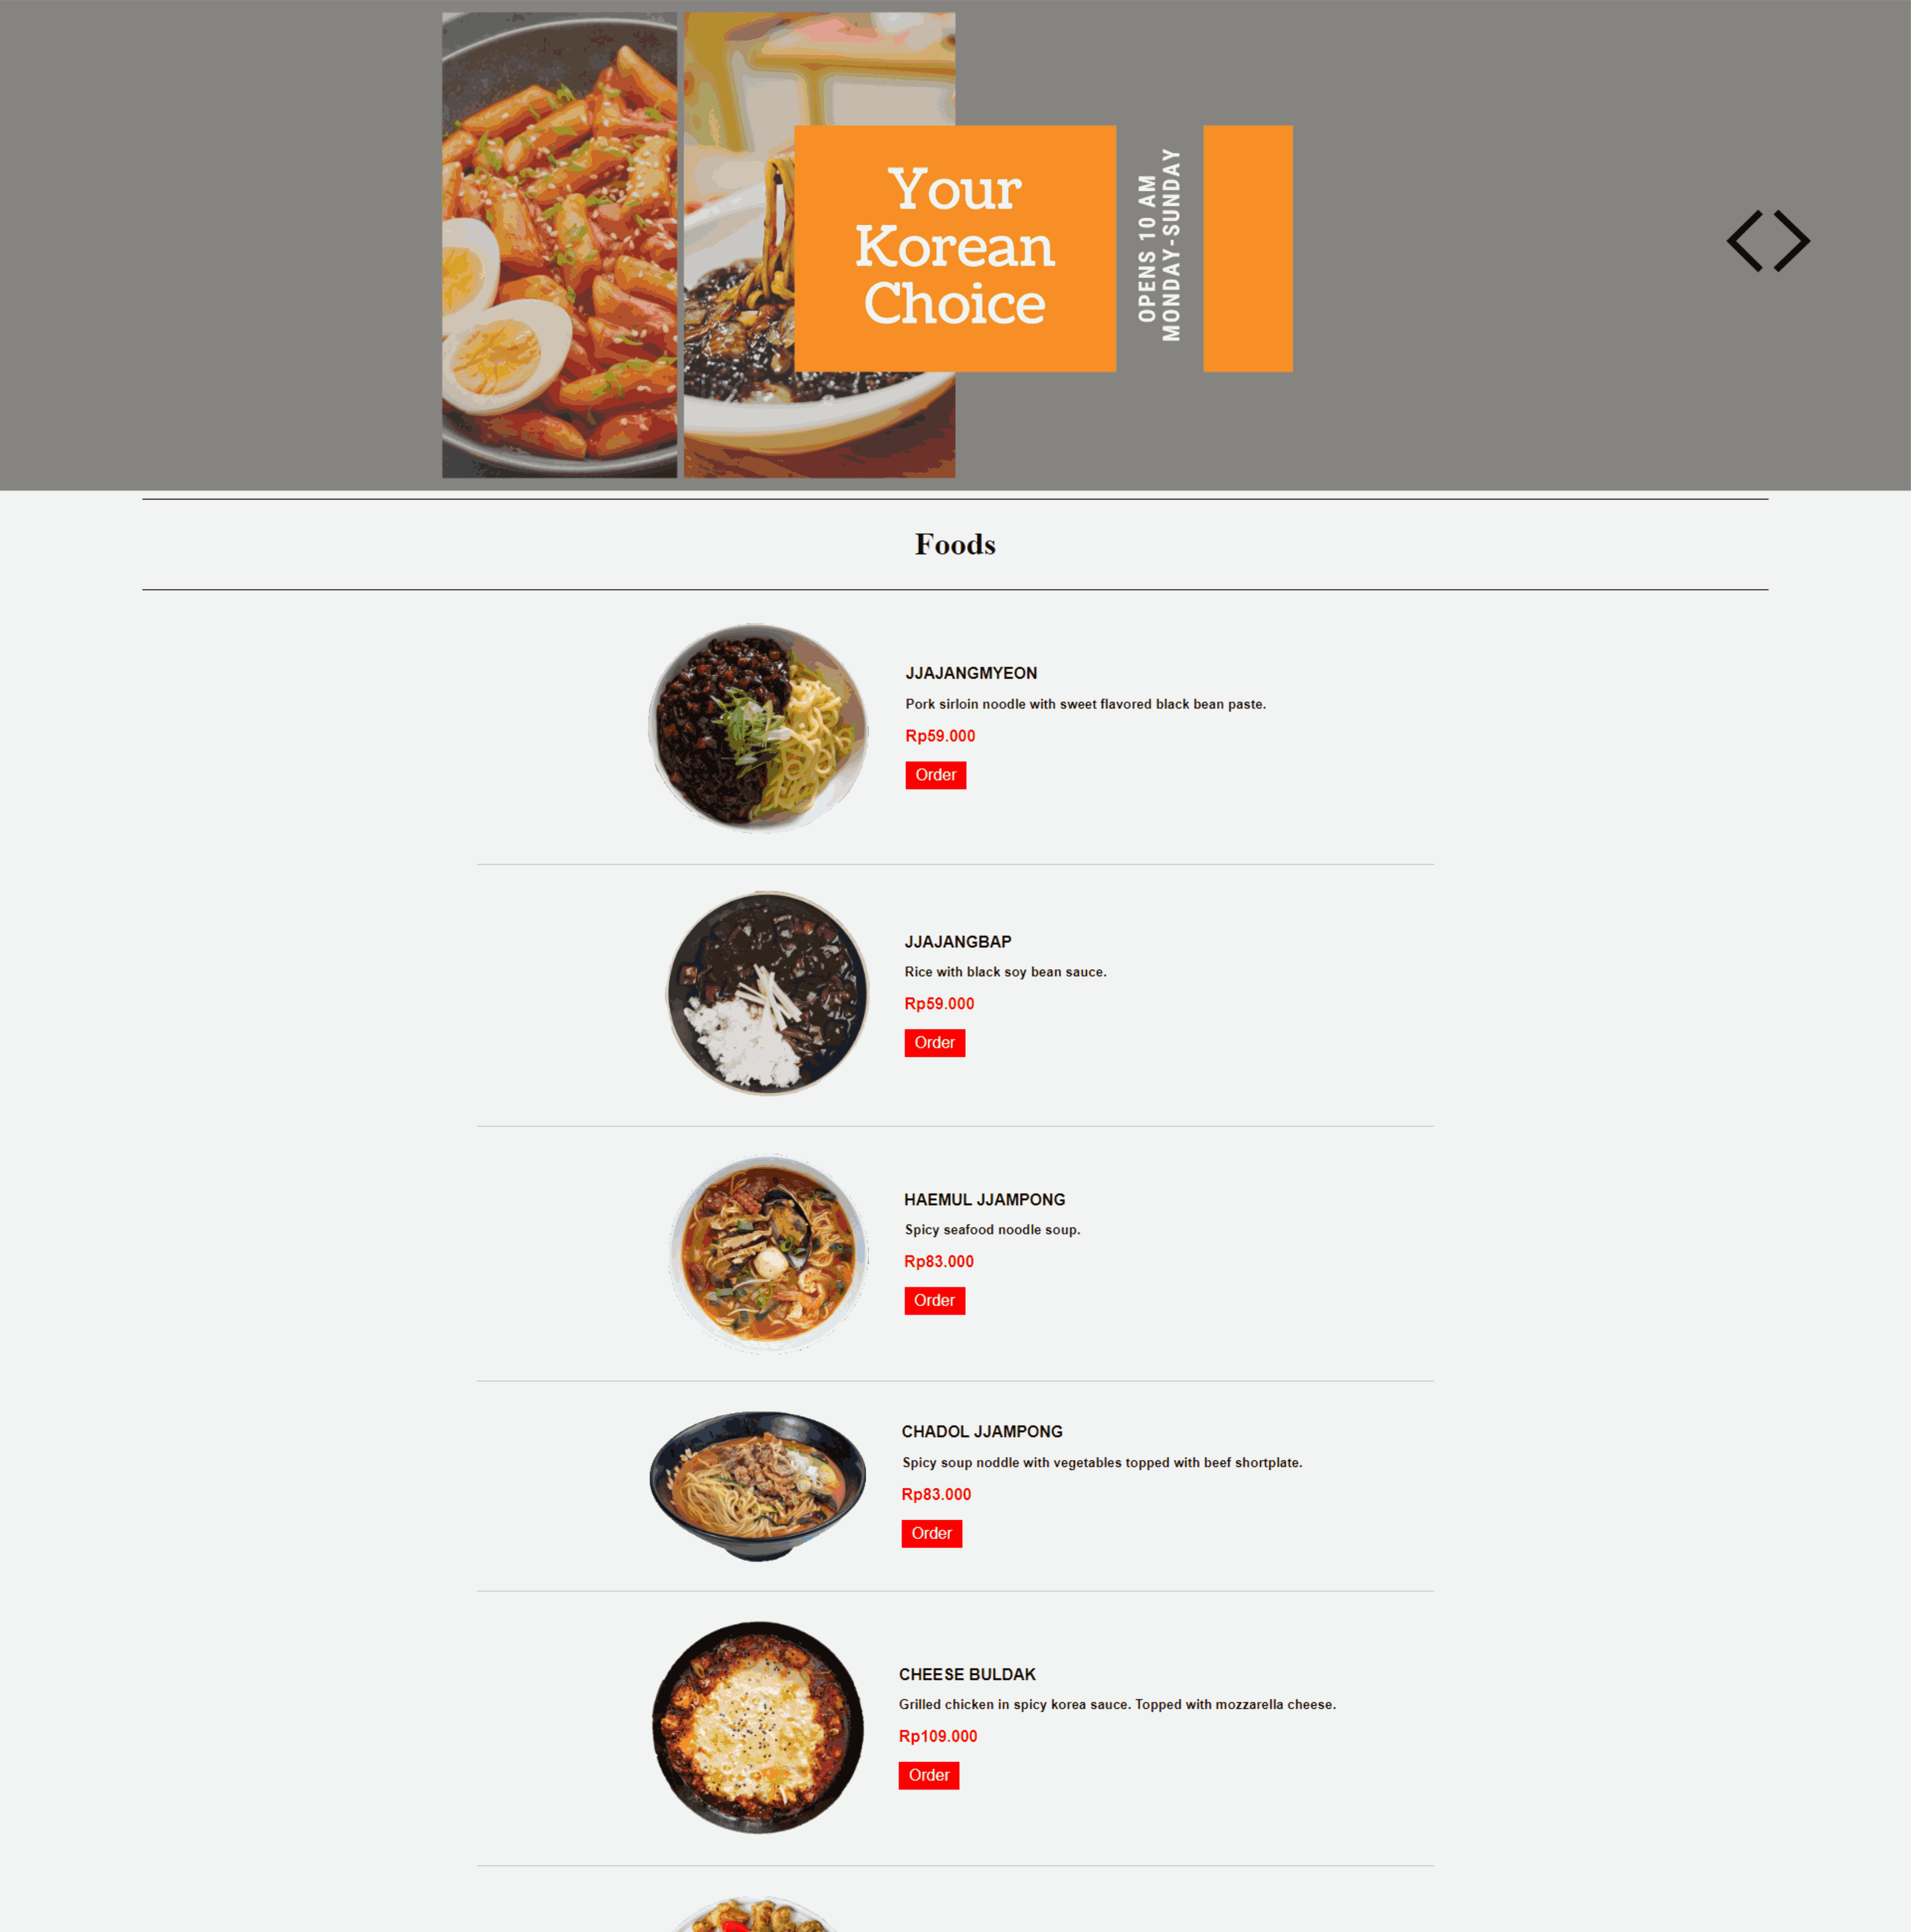 Your
Korean
Choice
OPENS 10 AM
MONDAY-SUNDAY
Foods
JJAJANGMYEON
Pork sirloin noodle with sweet flavored black bean paste.
Rp59.000
Order
JJAJANGBAP
Rice with black soy bean sauce.
Rp59.000
Order
HAEMUL JJAMPONG
Spicy seafood noodle soup.
Rp83.000
Order
CHADOL JJAMPONG
Spicy soup noddle with vegetables topped with beef shortplate.
Rp83.000
Order
CHEESE BULDAK
Grilled chicken in spicy korea sauce. Topped with mozzarella cheese.
Rp109.000
Order